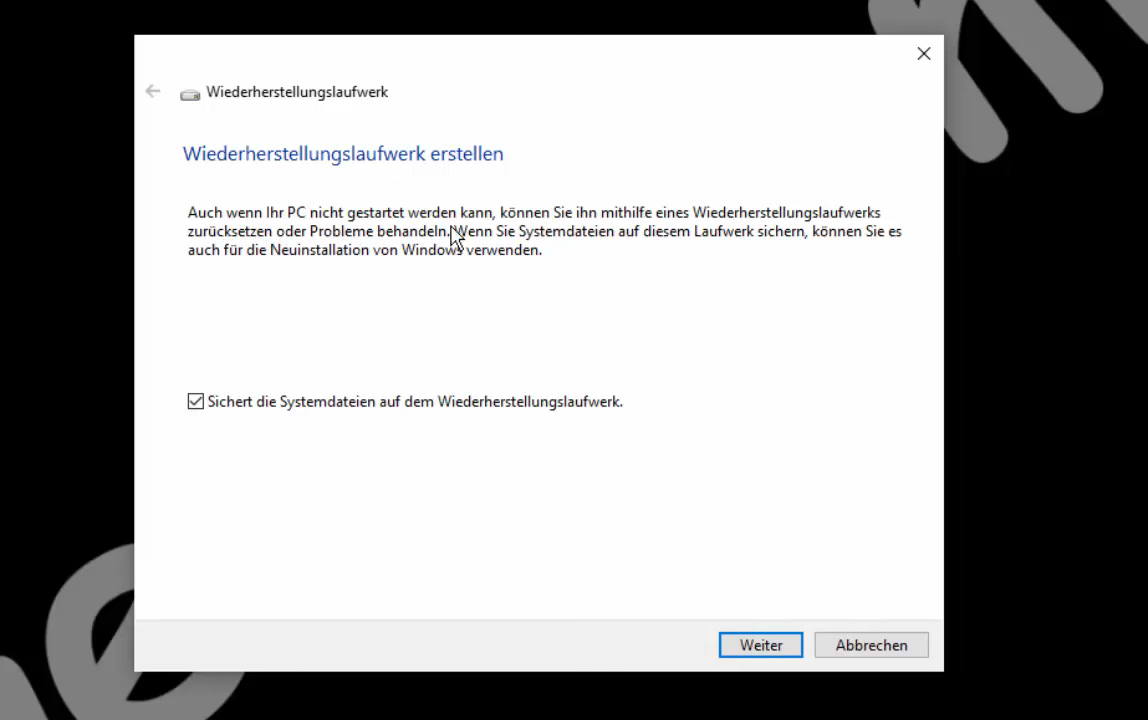 Wiederherstellungslaufwerk
Wiederherstellungslaufwerk erstellen
Auch wenn Ihr PC nicht gestartet werden kann, können Sie ihn mithilfe eines Wiederherstellungslaufwerks
zurücksetzen oder Probleme behandeln. Wenn Sie Systemdateien auf diesem Laufwerk sichern, können Sie es
auch für die Neuinstallation von Windows verwenden.
Sichert die Systemdateien auf dem Wiederherstellungslaufwerk.
Weiter
Abbrechen